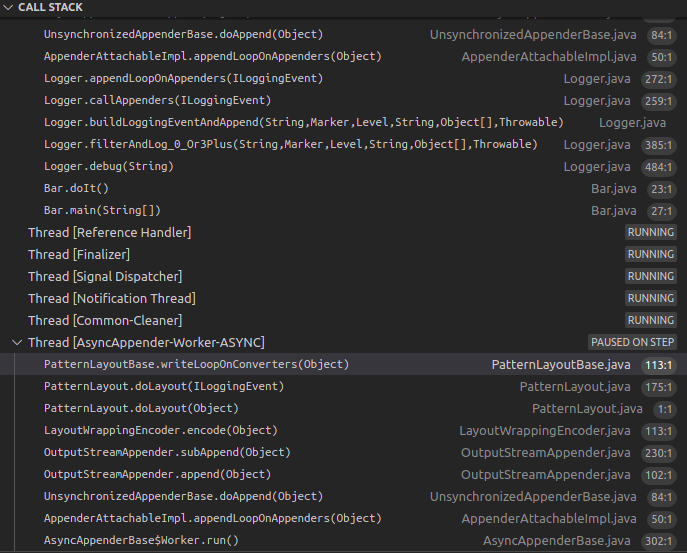 CALL STACK
UnsynchronizedAppenderBase.doAppend(Object) UnsynchronizedAppenderBase.java 84:1
AppenderAttachableImpl.appendLoopOnAppenders(Object) AppenderAttachableImpl.java 50:1
Logger.appendLoopOnAppenders(ILoggingEvent) Logger.java 272:1
Logger.callAppenders(ILoggingEvent) Logger.java 259:1
Logger.buildLoggingEventAndAppend(String,Marker,Level,String,Object[],Throwable) Logger.java
Logger.filterAndLog_0_Or3Plus(String,Marker,Level,String,Object[],Throwable) Logger.java 385:1
Logger.debug(String) Logger.java 484:1
Bar.doIt() Bar.java 23:1
Bar.main(String[]) Bar.java 27:1
Thread [Reference Handler] RUNNING
Thread [Finalizer] RUNNING
Thread [Signal Dispatcher] RUNNING
Thread [Notification Thread] RUNNING
Thread [Common-Cleaner] RUNNING
Thread [AsyncAppender-Worker-ASYNC] PAUSED ON STEP
PatternLayoutBase.writeLoopOnConverters(Object) PatternLayoutBase.java 113:1
PatternLayout.doLayout(ILoggingEvent) PatternLayout.java 175:1
PatternLayout.doLayout(Object) PatternLayout.java 1:1
LayoutWrappingEncoder.encode(Object) LayoutWrappingEncoder.java 113:1
OutputStreamAppender.subAppend(Object) OutputStreamAppender.java 230:1
OutputStreamAppender.append(Object) OutputStreamAppender.java 102:1
UnsynchronizedAppenderBase.doAppend(Object) UnsynchronizedAppenderBase.java 84:1
AppenderAttachableImpl.appendLoopOnAppenders(Object) AppenderAttachableImpl.java 50:1
AsyncAppenderBase$Worker.run() AsyncAppenderBase.java 302:1